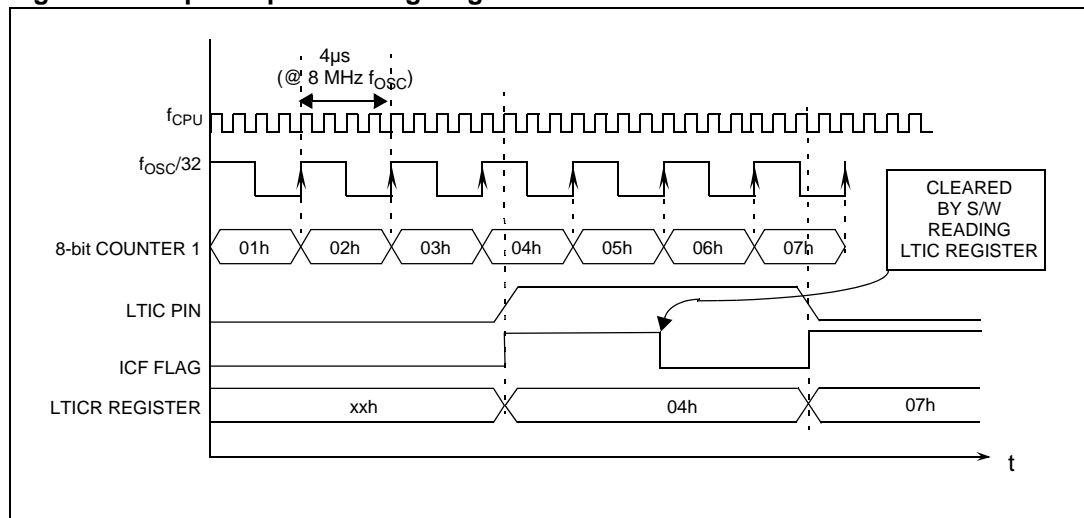 4µs
(@ 8 MHz fOSC)
fCPU
fOSC/32
CLEARED
BY S/W
READING
LTIC REGISTER
8-bit COUNTER 1 01h 02h 03h 04h 05h 06h 07h
LTIC PIN
ICF FLAG
LTICR REGISTER xxh 04h 07h
t